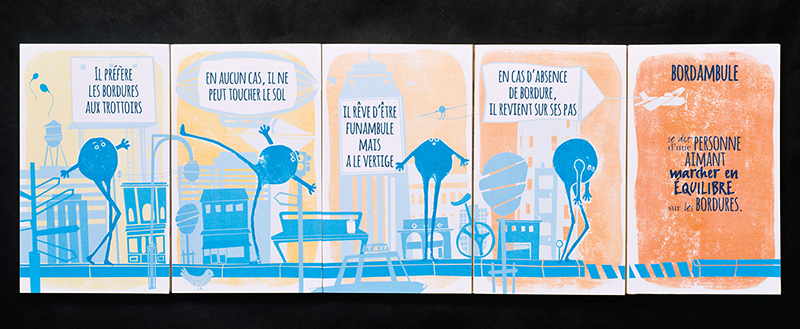 IL PRÉFÈRE
LES BORDURES
AUX TROTTOIRS
EN AUCUN CAS, IL NE
PEUT TOUCHER LE SOL
IL RÊVE D'ÊTRE
FUNAMBULE
MAIS
A LE VERTIGE
EN CAS D'ABSENCE
DE BORDURE,
IL REVIENT SUR SES PAS
BORDAMBULE
se dit
d'une PERSONNE
AIMANT
marcher en
ÉQUILIBRE
sur les BORDURES.